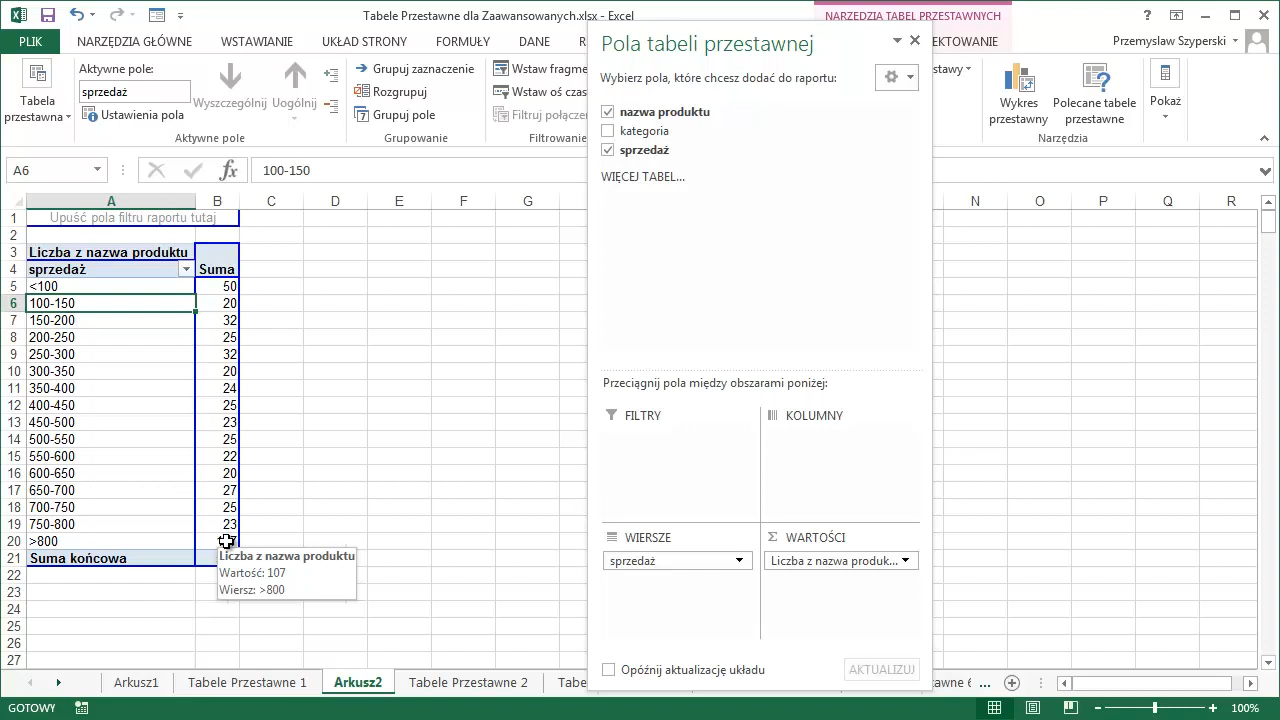 Tabele Przestawne dla Zaawansowanych.xlsx - Excel
NARZĘDZIA TABEL PRZESTAWNYCH
PLIK
NARZĘDZIA GŁÓWNE
WSTAWIANIE
UKŁAD STRONY
FORMUŁY
DANE
R
EKTOWANIE
Przemysław Szyperski
Tabela
przestawna
Aktywne pole:
sprzedaż
Ustawienia pola
Wyszczególnij
Uogólnij
Aktywne pole
Grupuj zaznaczenie
Rozgrupuj
Grupuj pole
Grupowanie
Wstaw fragme
Wstaw oś czas
Filtruj połącze
Filtrowanie
stawy
Wykres
przestawny
Polecane tabele
przestawne
Narzędzia
Pokaż
A6
fx
100-150
A B C D E F G N O P Q R
1 Upuść pola filtru raportu tutaj
2
3 Liczba z nazwa produktu
4 sprzedaż Suma
5 <100 50
6 100-150 20
7 150-200 32
8 200-250 25
9 250-300 32
10 300-350 20
11 350-400 24
12 400-450 25
13 450-500 23
14 500-550 25
15 550-600 22
16 600-650 20
17 650-700 27
18 700-750 25
19 750-800 23
20 >800
21 Suma końcowa
22
23
24
25
26
27
Liczba z nazwa produktu
Wartość: 107
Wiersz: >800
Pola tabeli przestawnej
Wybierz pola, które chcesz dodać do raportu:
nazwa produktu
kategoria
sprzedaż
WIĘCEJ TABEL...
Przeciągnij pola między obszarami poniżej:
FILTRY
KOLUMNY
WIERSZE
WARTOŚCI
sprzedaż
Liczba z nazwa produk...
Opóźnij aktualizację układu
AKTUALIZUJ
Arkusz1
Tabele Przestawne 1
Arkusz2
Tabele Przestawne 2
Tabe
awne 6
...
GOTOWY
100%